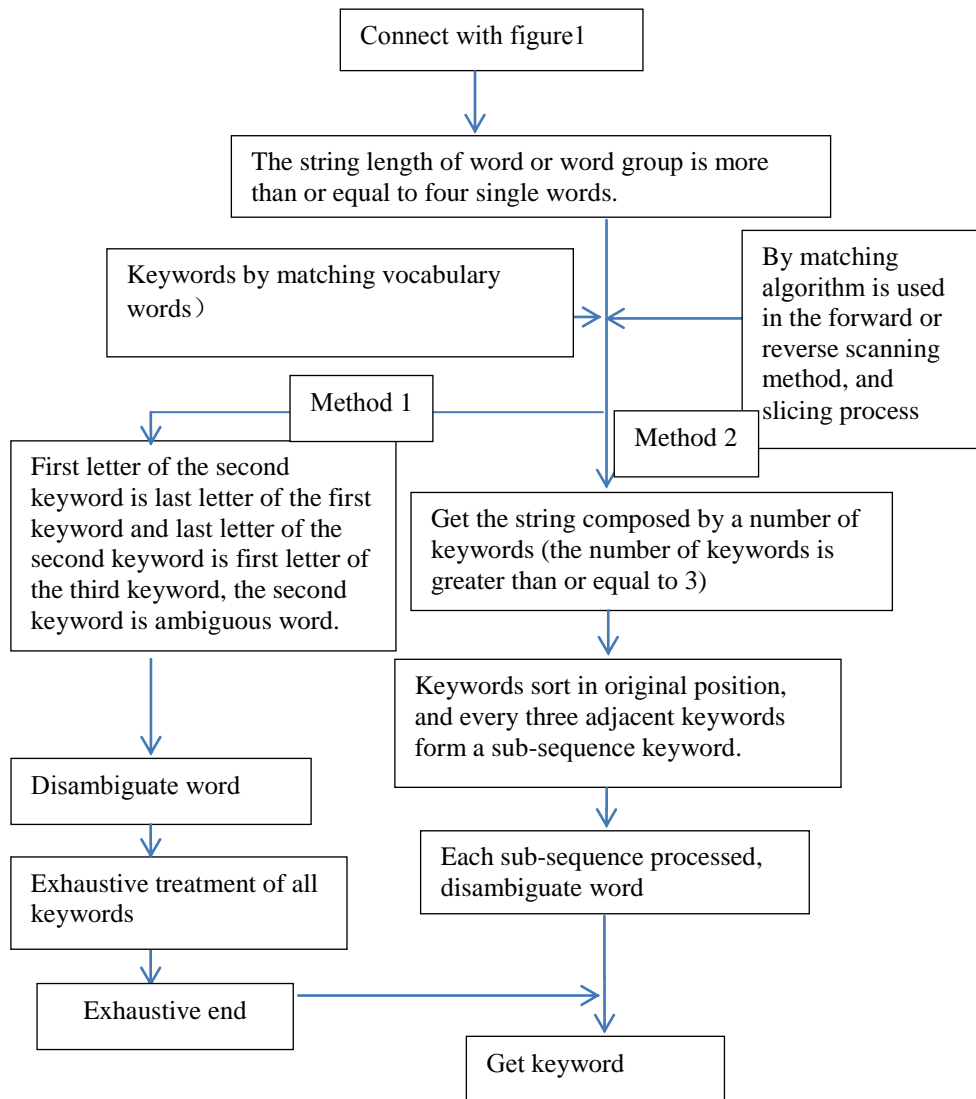 Connect with figure1
The string length of word or word group is more
than or equal to four single words.
Keywords by matching vocabulary
words）
By matching
algorithm is used
in the forward or
reverse scanning
method, and
slicing process
Method 1
Method 2
First letter of the second
keyword is last letter of the first
keyword and last letter of the
second keyword is first letter of
the third keyword, the second
keyword is ambiguous word.
Get the string composed by a number of
keywords (the number of keywords is
greater than or equal to 3)
Keywords sort in original position,
and every three adjacent keywords
form a sub-sequence keyword.
Disambiguate word
Each sub-sequence processed,
disambiguate word
Exhaustive treatment of all
keywords
Exhaustive end
Get keyword